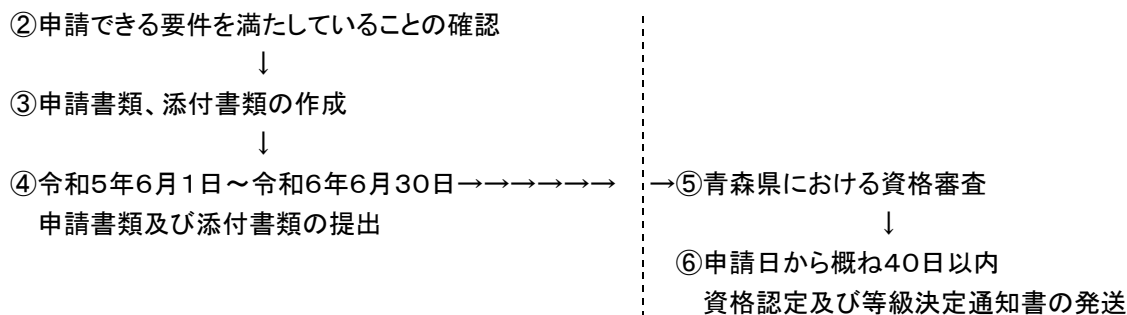 ②申請できる要件を満たしていることの確認
↓
③申請書類、添付書類の作成
↓
④令和5年6月1日～令和6年6月30日→→→→→→ →⑤青森県における資格審査
申請書類及び添付書類の提出
↓
⑥申請日から概ね40日以内
資格認定及び等級決定通知書の発送